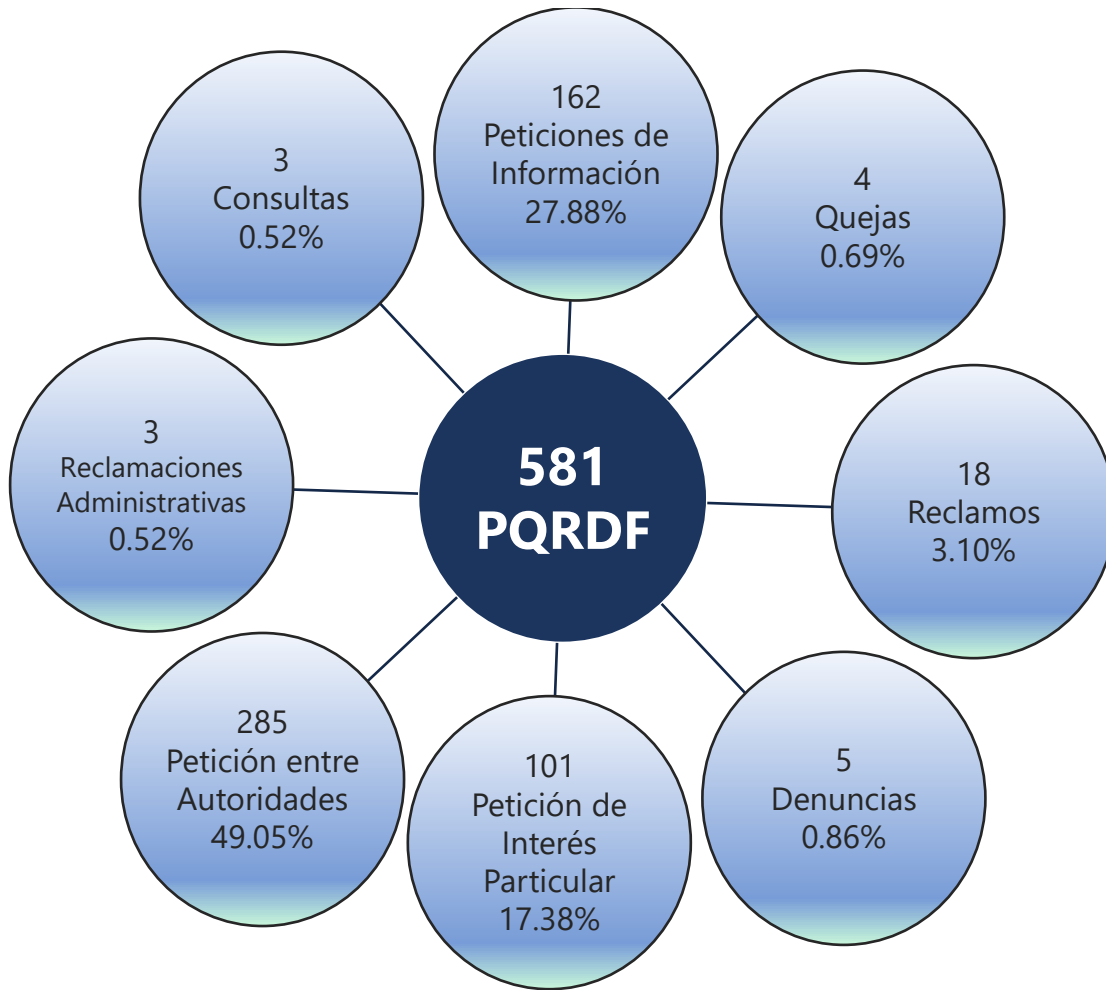 162
Peticiones de
Información
27.88%
4
Quejas
0.69%
18
Reclamos
3.10%
5
Denuncias
0.86%
101
Petición de
Interés
Particular
17.38%
285
Petición entre
Autoridades
49.05%
3
Reclamaciones
Administrativas
0.52%
3
Consultas
0.52%
581
PQRDF